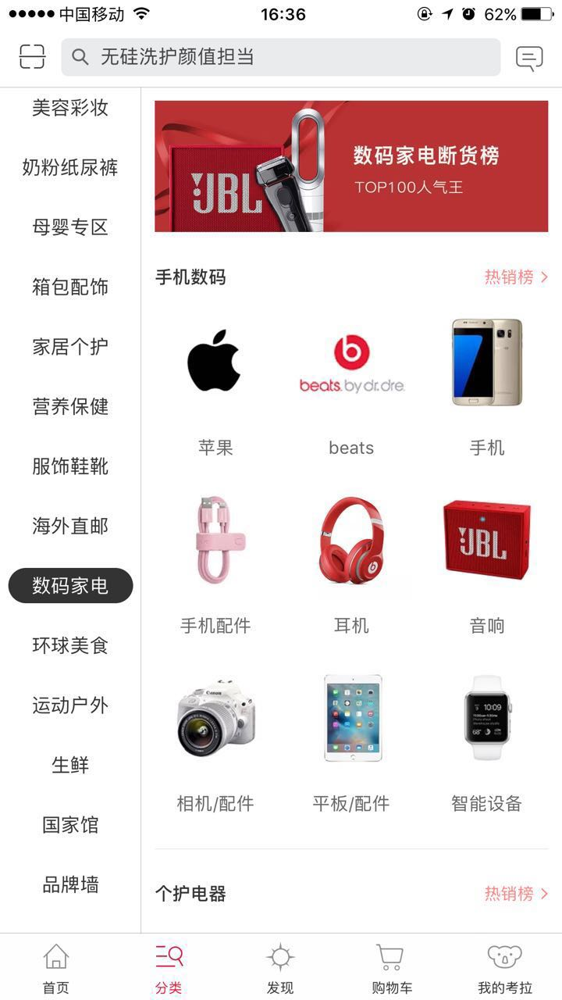 中国移动
16:36
62%
无硅洗护颜值担当
美容彩妆
奶粉纸尿裤
母婴专区
箱包配饰
家居个护
营养保健
服饰鞋靴
海外直邮
数码家电
环球美食
运动户外
生鲜
国家馆
品牌墙
JBL
数码家电断货榜
TOP100人气王
手机数码
热销榜
beats by dr. dre.
苹果
beats
手机
JBL
手机配件
耳机
音响
Canon
10:09
68°
相机/配件
平板/配件
智能设备
个护电器
热销榜
首页
分类
发现
购物车
我的考拉